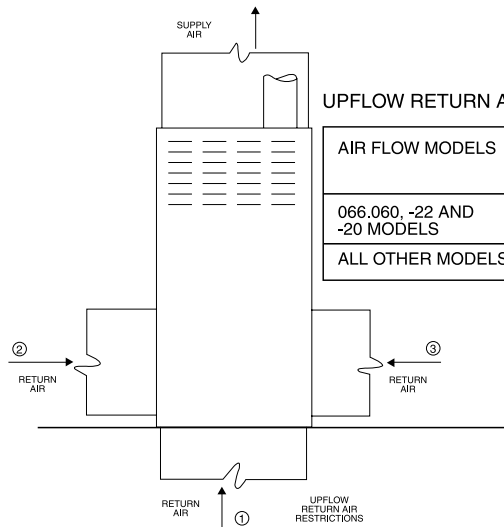 SUPPLY
AIR
UPFLOW RETURN A
AIR FLOW MODELS
066.060, -22 AND
-20 MODELS
ALL OTHER MODELS
②
RETURN
AIR
③
RETURN
AIR
RETURN
AIR
①
UPFLOW
RETURN AIR
RESTRICTIONS